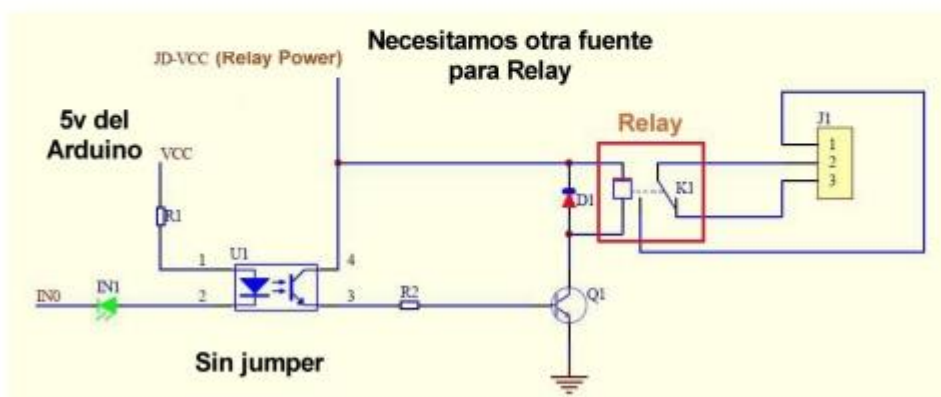 Necesitamos otra fuente
para Relay
JD-VCC (Relay Power)
5v del
Arduino
VCC
Relay
J1
1
2
3
K1
D1
R1
U1
1
4
IN0
IN1
2
3
R2
Q1
Sin jumper